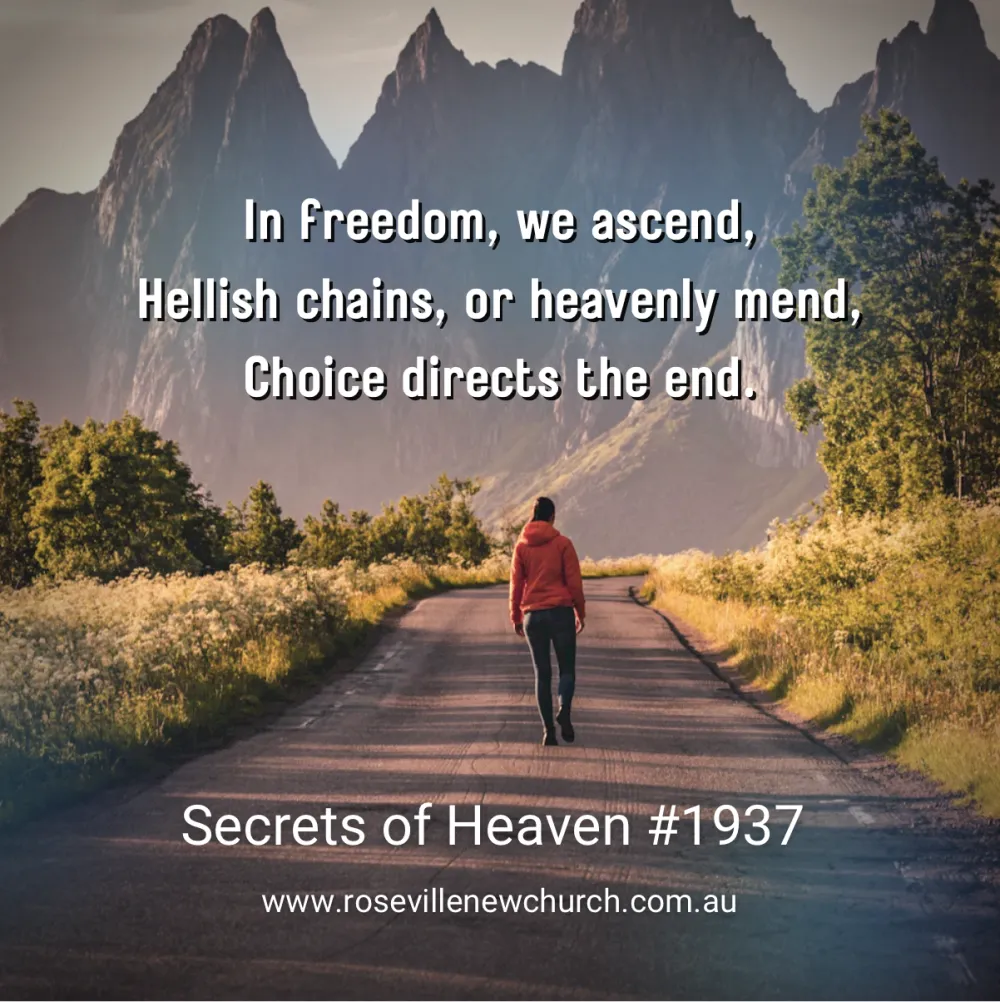 In freedom, we ascend,
Hellish chains, or heavenly mend,
Choice directs the end.
Secrets of Heaven #1937
www.rosevillenewchurch.com.au